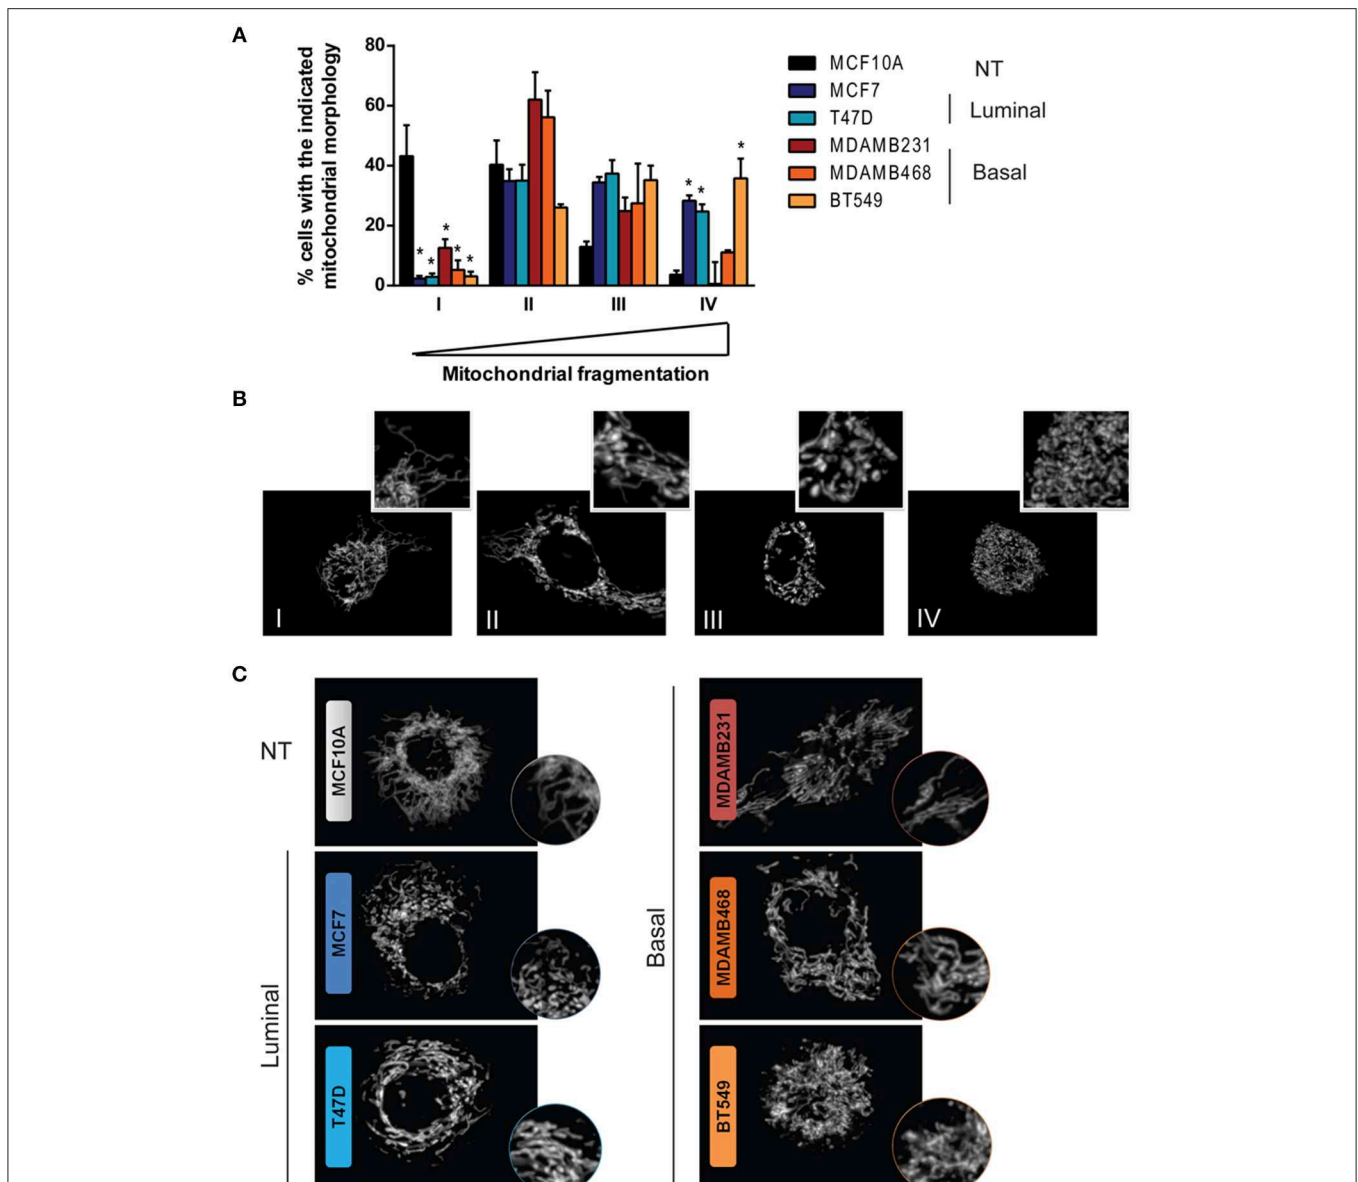 A
% cells with the indicated
mitochondrial morphology
80
60
40
20
0
* * * * *
* * *
I II III IV
Mitochondrial fragmentation
MCF10A
MCF7
T47D
MDAMB231
MDAMB468
BT549
NT
Luminal
Basal
B
I
II
III
IV
C
NT
MCF10A
Luminal
MCF7
T47D
Basal
MDAMB231
MDAMB468
BT549